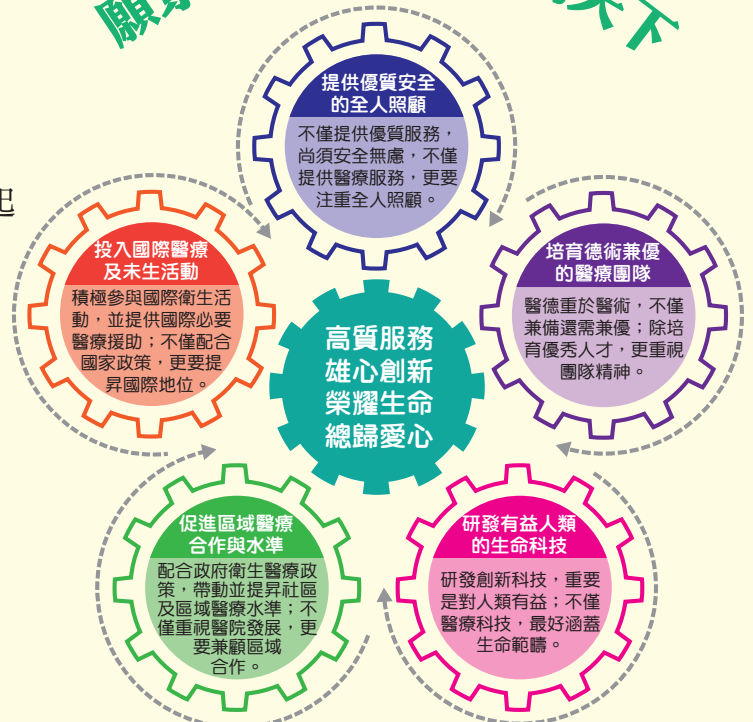 願
天下
起
提供優質安全
的全人照顧
不僅提供優質服務，
尚須安全無慮，不僅
提供醫療服務，更要
注重全人照顧。
投入國際醫療
及未生活動
積極參與國際衛生活
動，並提供國際必要
醫療援助；不僅配合
國家政策，更要提
昇國際地位。
培育德術兼優
的醫療團隊
醫德重於醫術，不僅
兼備還需兼優；除培
育優秀人才，更重視
團隊精神。
高質服務
雄心創新
榮耀生命
總歸愛心
促進區域醫療
合作與水準
配合政府衛生醫療政
策，帶動並提昇社區
及區域醫療水準；不
僅重視醫院發展，更
要兼顧區域
合作。
研發有益人類
的生命科技
研發創新科技，重要
是對人類有益；不僅
醫療科技，最好涵蓋
生命範疇。